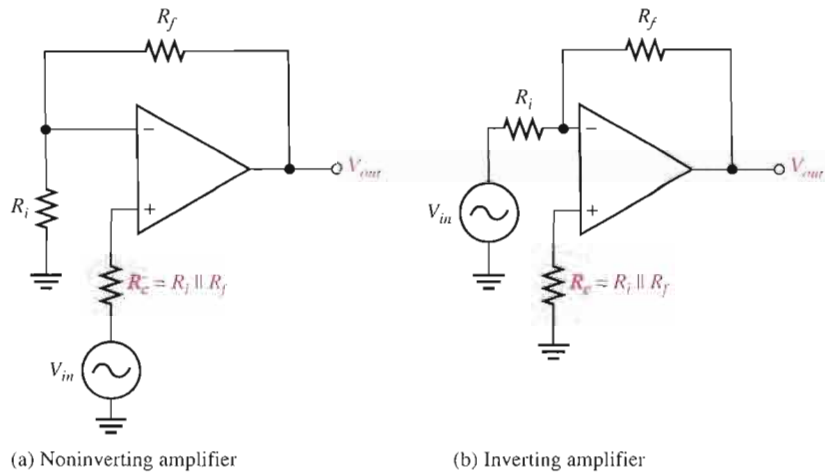 R_f
R_i
−
+
V_out
R_c = R_i || R_f
V_in
(a) Noninverting amplifier
R_f
R_i
−
+
V_out
V_in
R_c = R_i || R_f
(b) Inverting amplifier